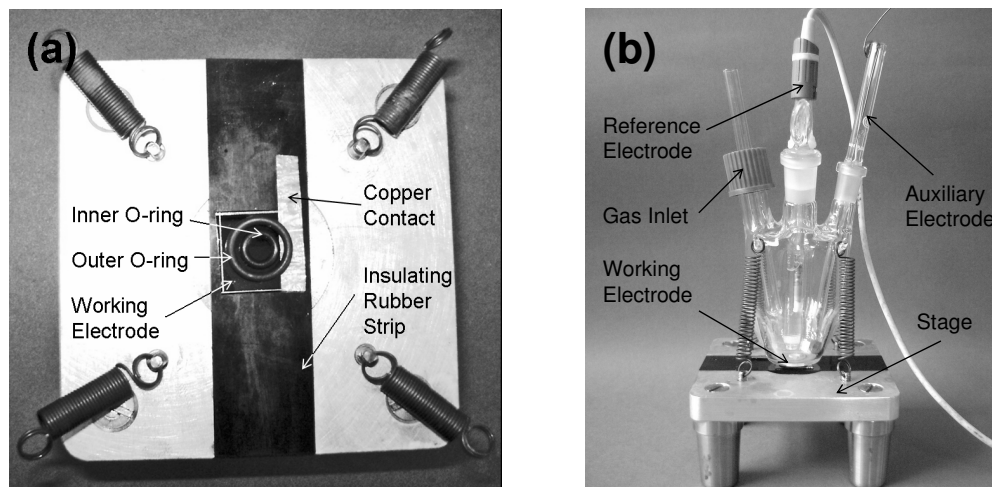 (a)
Inner O-ring
Outer O-ring
Working
Electrode
Copper
Contact
Insulating
Rubber
Strip
(b)
Reference
Electrode
Gas Inlet
Working
Electrode
Auxiliary
Electrode
Stage